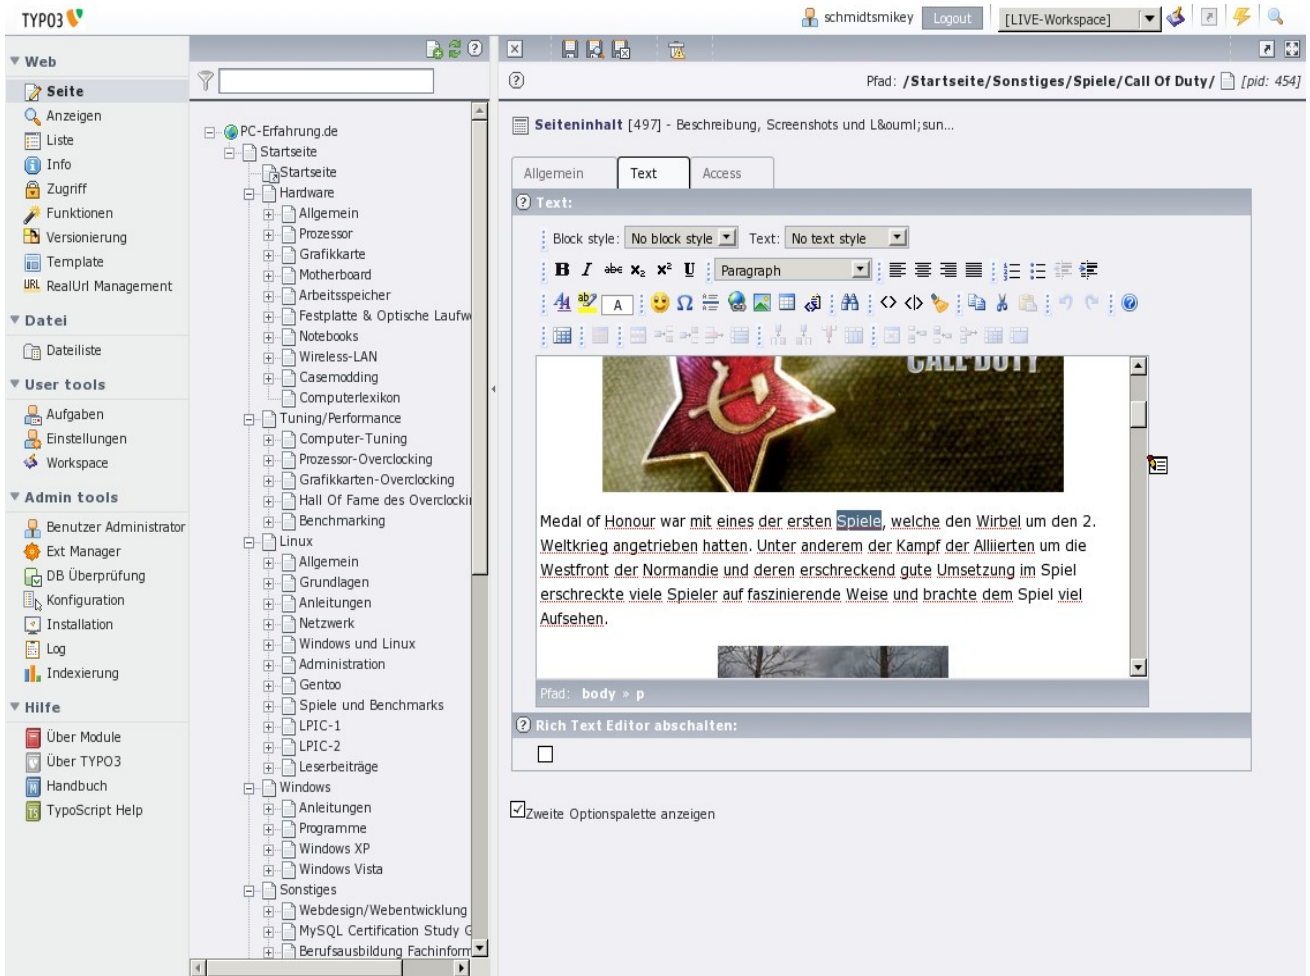 TYPO3
schmidtsmikey Logout [LIVE-Workspace]
Web
Seite
Anzeigen
Liste
Info
Zugriff
Funktionen
Versionierung
Template
URL RealUrl Management
Datei
Dateiliste
User tools
Aufgaben
Einstellungen
Workspace
Admin tools
Benutzer Administrator
Ext Manager
DB Überprüfung
Konfiguration
Installation
Log
Indexierung
Hilfe
Über Module
Über TYPO3
Handbuch
TypoScript Help
PC-Erfahrung.de
Startseite
Startseite
Hardware
Allgemein
Prozessor
Grafikkarte
Motherboard
Arbeitsspeicher
Festplatte & Optische Laufw
Notebooks
Wireless-LAN
Casemodding
Computerlexikon
Tuning/Performance
Computer-Tuning
Prozessor-Overclocking
Grafikkarten-Overclocking
Hall Of Fame des Overclocki
Benchmarking
Linux
Allgemein
Grundlagen
Anleitungen
Netzwerk
Windows und Linux
Administration
Gentoo
Spiele und Benchmarks
LPIC-1
LPIC-2
Leserbeiträge
Windows
Anleitungen
Programme
Windows XP
Windows Vista
Sonstiges
Webdesign/Webentwicklung
MySQL Certification Study G
Berufsausbildung Fachinform
Pfad: /Startseite/Sonstiges/Spiele/Call Of Duty/ [pid: 454]
Seiteninhalt [497] - Beschreibung, Screenshots und L&ouml;sun...
Allgemein Text Access
Text:
Block style: No block style Text: No text style
B I abc x₂ x² U Paragraph
CALL DUTY
Medal of Honour war mit eines der ersten Spiele, welche den Wirbel um den 2.
Weltkrieg angetrieben hatten. Unter anderem der Kampf der Alliierten um die
Westfront der Normandie und deren erschreckend gute Umsetzung im Spiel
erschreckte viele Spieler auf faszinierende Weise und brachte dem Spiel viel
Aufsehen.
Pfad: body » p
Rich Text Editor abschalten:
Zweite Optionspalette anzeigen